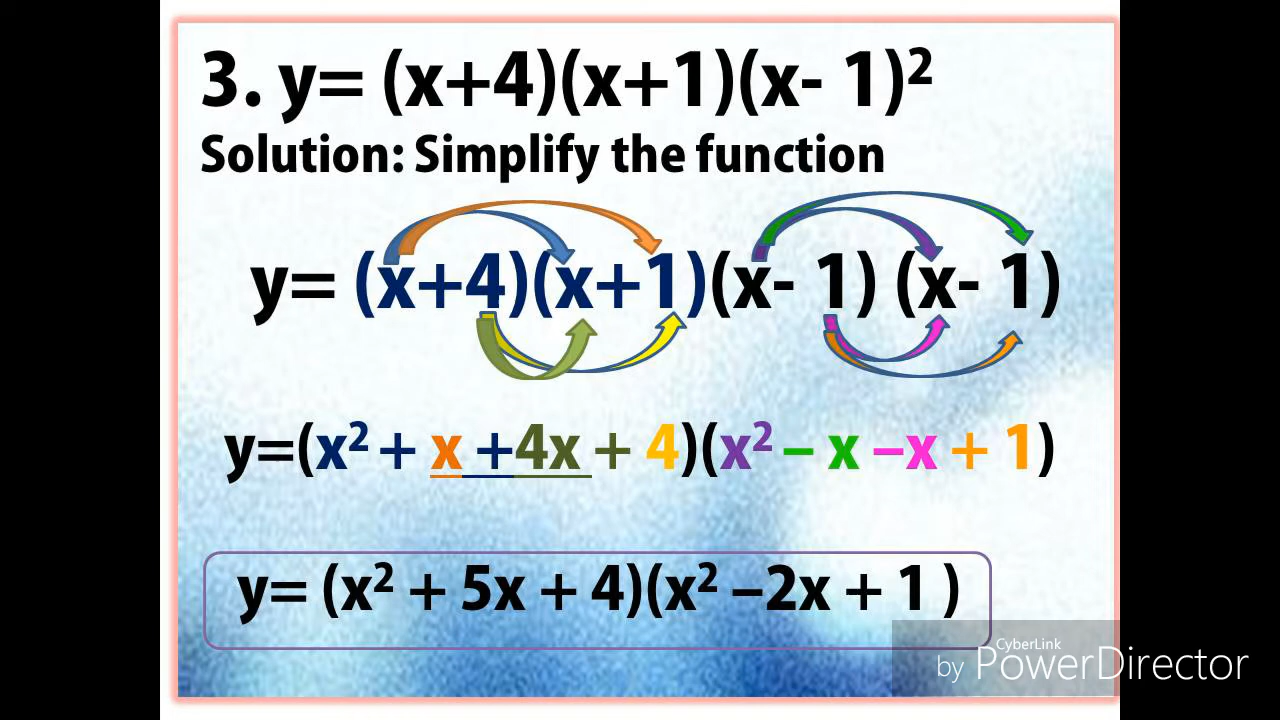 3. y= (x+4)(x+1)(x- 1)²
Solution: Simplify the function
y= (x+4)(x+1)(x- 1) (x- 1)
y=(x² + x +4x + 4)(x² – x –x + 1)
y= (x² + 5x + 4)(x² –2x + 1 )
CyberLink
by PowerDirector